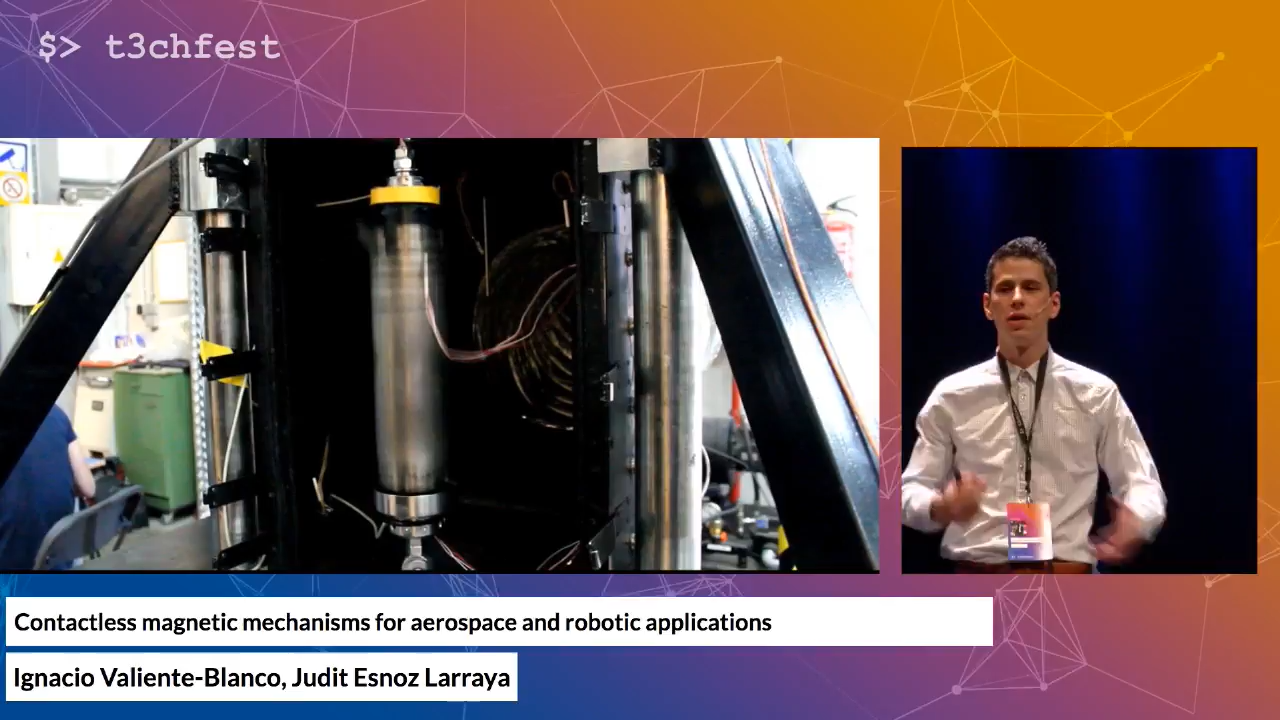 $> t3chfest
Contactless magnetic mechanisms for aerospace and robotic applications
Ignacio Valiente-Blanco, Judit Esnoz Larraya